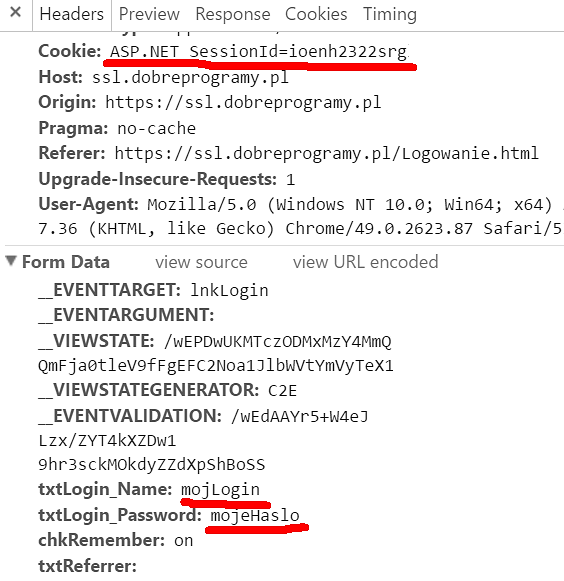 × Headers Preview Response Cookies Timing
Cookie: ASP.NET_SessionId=ioenh2322srg
Host: ssl.dobreprogramy.pl
Origin: https://ssl.dobreprogramy.pl
Pragma: no-cache
Referer: https://ssl.dobreprogramy.pl/Logowanie.html
Upgrade-Insecure-Requests: 1
User-Agent: Mozilla/5.0 (Windows NT 10.0; Win64; x64)
7.36 (KHTML, like Gecko) Chrome/49.0.2623.87 Safari/5
▼ Form Data view source view URL encoded
__EVENTTARGET: lnkLogin
__EVENTARGUMENT:
__VIEWSTATE: /wEPDwUKMTczODMxMzY4MmQ
QmFja0tleV9fFgEFC2Noa1JlbWVtYmVyTeX1
__VIEWSTATEGENERATOR: C2E
__EVENTVALIDATION: /wEdAAYr5+W4eJ
Lzx/ZYT4kXZDw1
9hr3sckMOkdyZZdXpShBoSS
txtLogin_Name: mojLogin
txtLogin_Password: mojeHaslo
chkRemember: on
txtReferrer: